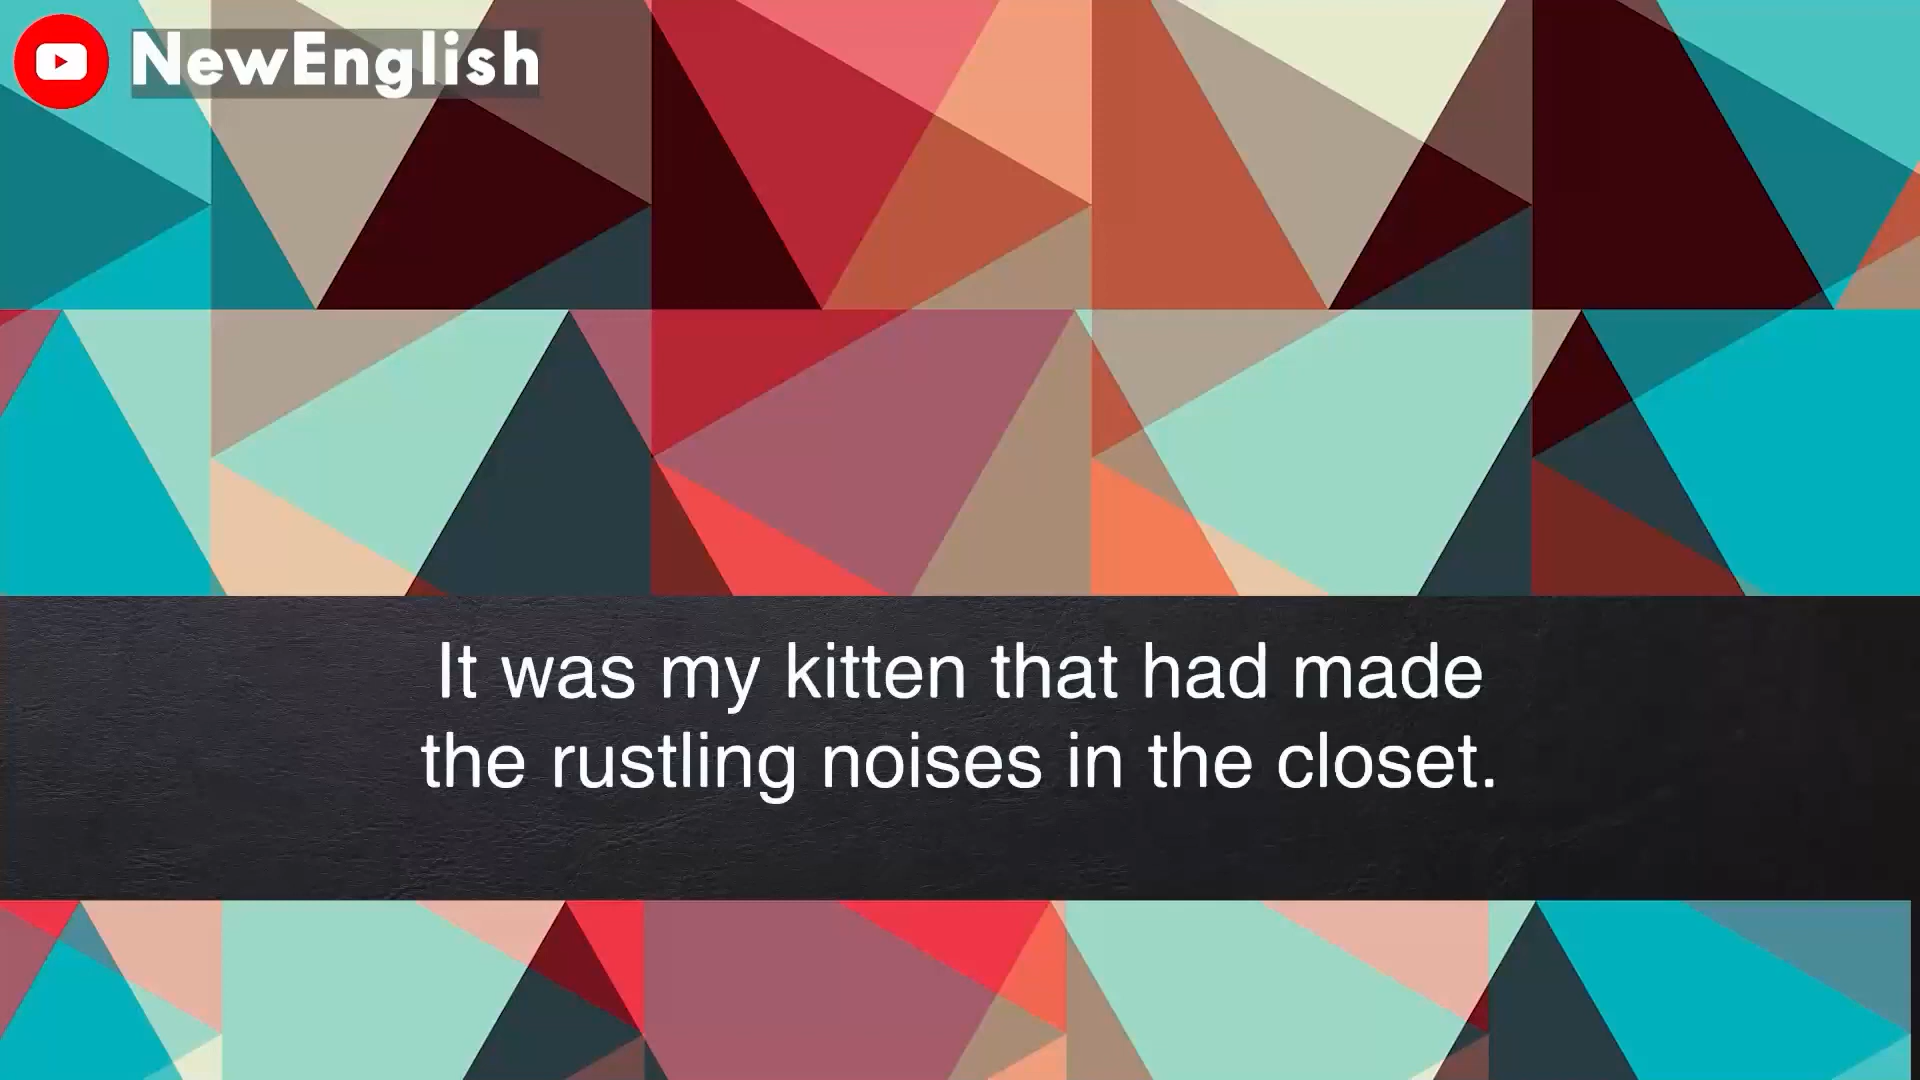 NewEnglish
It was my kitten that had made
the rustling noises in the closet.